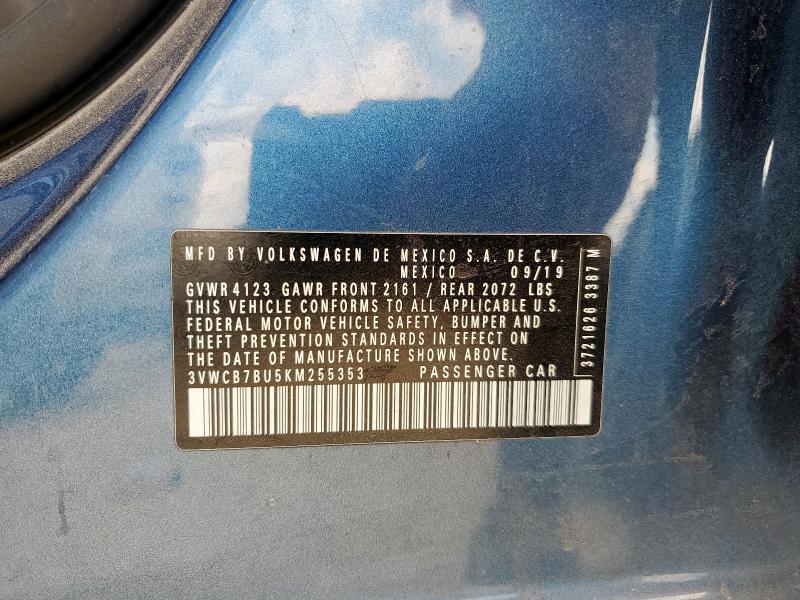 MFD BY VOLKSWAGEN DE MEXICO S.A. DE C.V.
MEXICO 09/19
GVWR 4123 GAWR FRONT 2161 / REAR 2072 LBS
THIS VEHICLE CONFORMS TO ALL APPLICABLE U.S.
FEDERAL MOTOR VEHICLE SAFETY, BUMPER AND
THEFT PREVENTION STANDARDS IN EFFECT ON
THE DATE OF MANUFACTURE SHOWN ABOVE.
3VWCB7BU5KM255353 PASSENGER CAR
3721626 3387 M